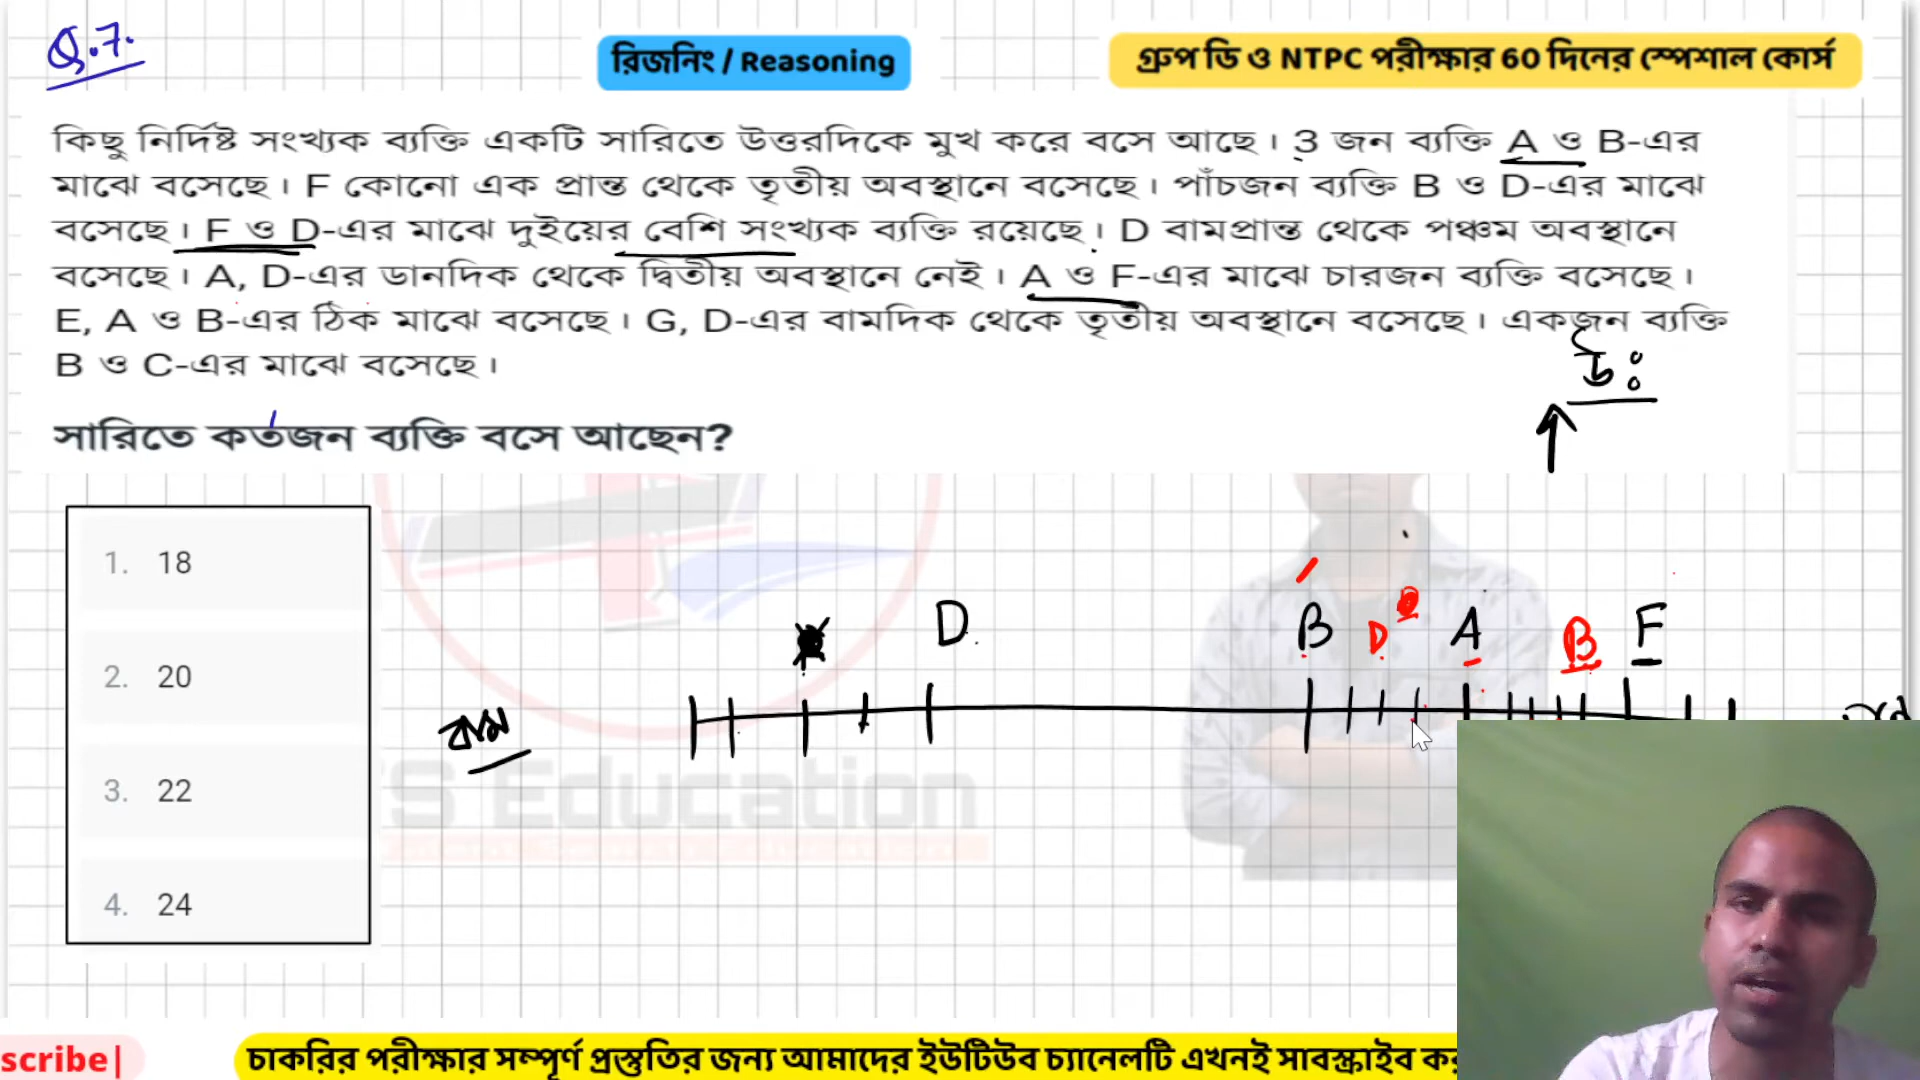 Q.7.
রিজনিং / Reasoning
গ্রুপ ডি ও NTPC পরীক্ষার 60 দিনের স্পেশাল কোর্স
কিছু নির্দিষ্ট সংখ্যক ব্যক্তি একটি সারিতে উত্তরদিকে মুখ করে বসে আছে। 3 জন ব্যক্তি A ও B-এর
মাঝে বসেছে। F কোনো এক প্রান্ত থেকে তৃতীয় অবস্থানে বসেছে। পাঁচজন ব্যক্তি B ও D-এর মাঝে
বসেছে। F ও D-এর মাঝে দুইয়ের বেশি সংখ্যক ব্যক্তি রয়েছে। D বামপ্রান্ত থেকে পঞ্চম অবস্থানে
বসেছে। A, D-এর ডানদিক থেকে দ্বিতীয় অবস্থানে নেই। A ও F-এর মাঝে চারজন ব্যক্তি বসেছে।
E, A ও B-এর ঠিক মাঝে বসেছে। G, D-এর বামদিক থেকে তৃতীয় অবস্থানে বসেছে। একজন ব্যক্তি
B ও C-এর মাঝে বসেছে।
উঃ
সারিতে কতজন ব্যক্তি বসে আছেন?
1. 18
2. 20
3. 22
4. 24
D B D A B F
বাম
Education
scribe|
চাকরির পরীক্ষার সম্পূর্ণ প্রস্তুতির জন্য আমাদের ইউটিউব চ্যানেলটি এখনই সাবস্ক্রাইব কর